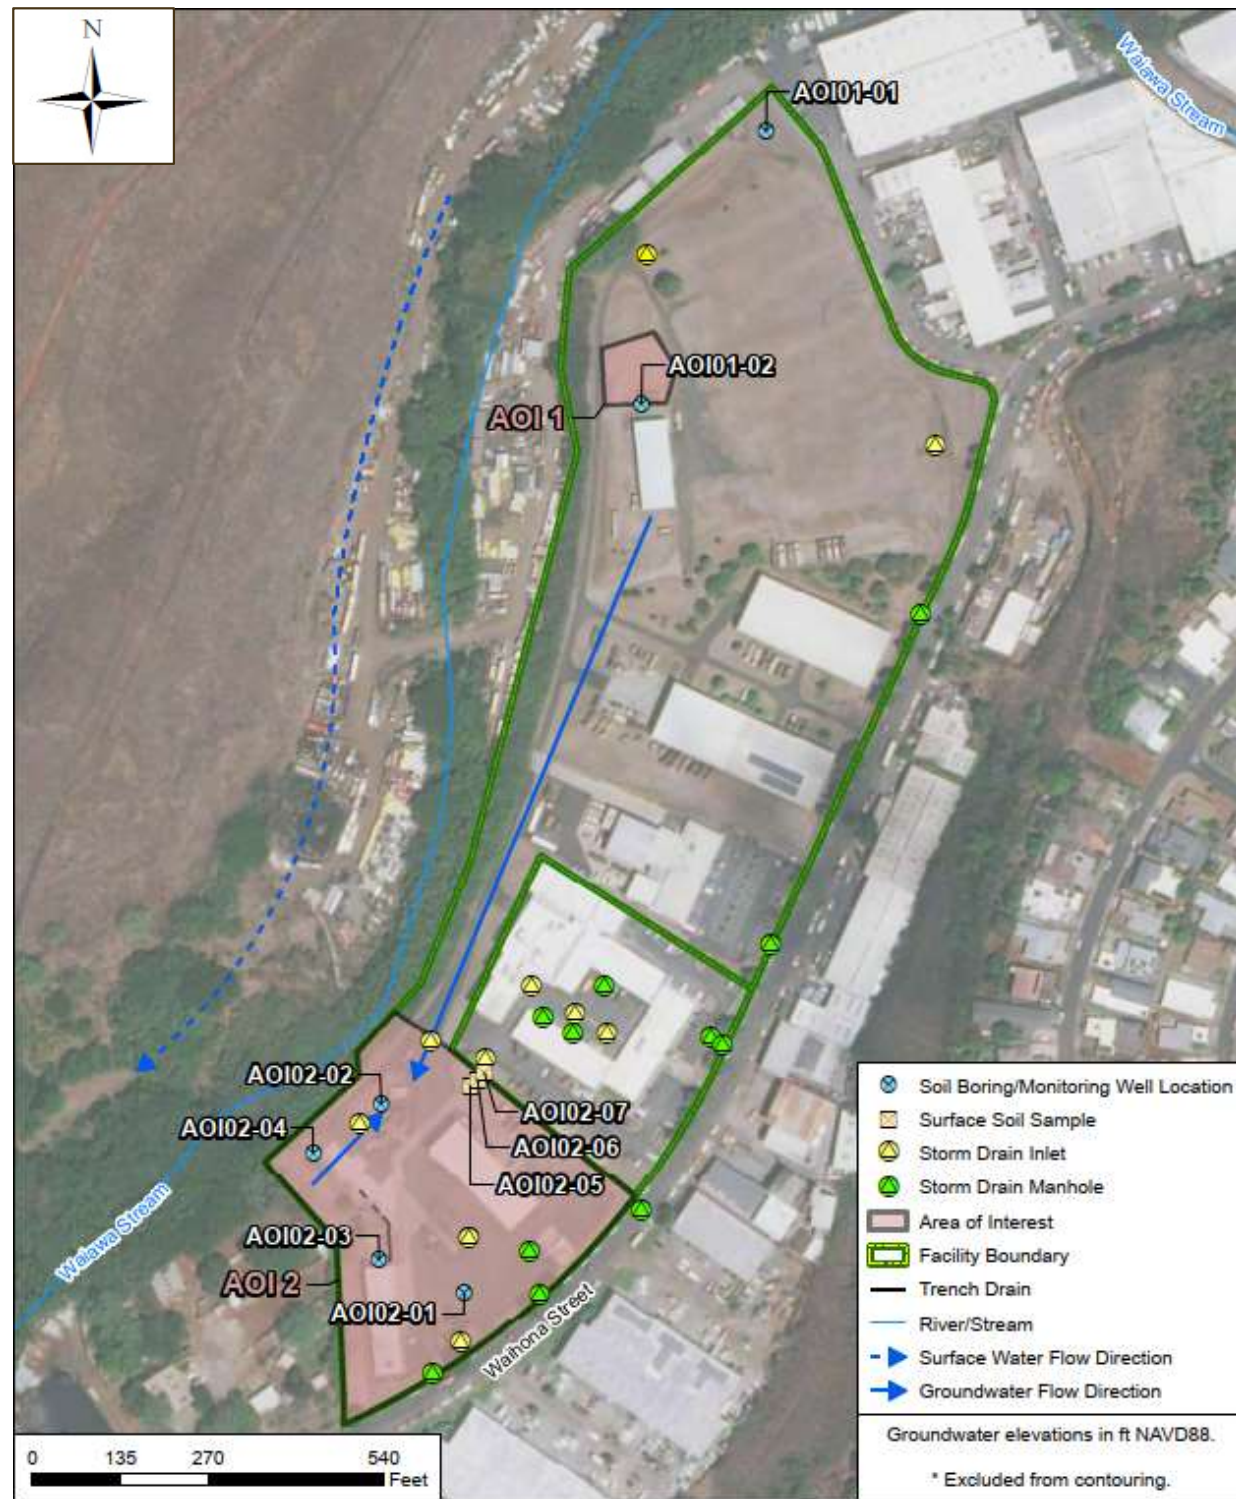 N
AOI01-01
Waiawa Stream
AOI01-02
AOI 1
AOI02-02
AOI02-07
AOI02-04
AOI02-06
AOI02-05
Waiawa Stream
AOI02-03
AOI 2
AOI02-01
Waihona Street
Soil Boring/Monitoring Well Location
Surface Soil Sample
Storm Drain Inlet
Storm Drain Manhole
Area of Interest
Facility Boundary
Trench Drain
River/Stream
Surface Water Flow Direction
Groundwater Flow Direction
Groundwater elevations in ft NAVD88.
* Excluded from contouring.
0 135 270 540
Feet